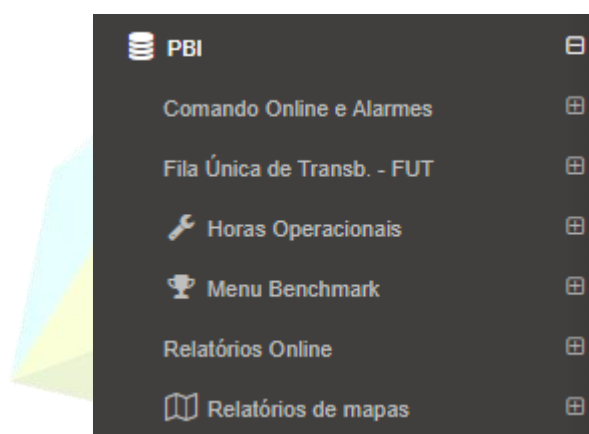 PBI
Comando Online e Alarmes
Fila Única de Transb. - FUT
Horas Operacionais
Menu Benchmark
Relatórios Online
Relatórios de mapas